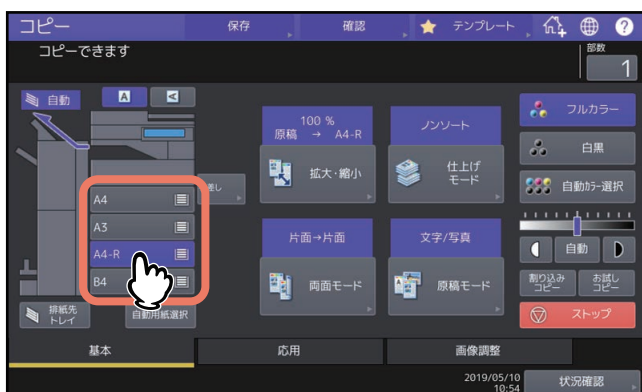 コピー
保存
確認
テンプレート
?
コピーできます
部数
1
自動
A
A
100 %
原稿 → A4-R
ノンソート
フルカラー
拡大・縮小
仕上げ
モード
白黒
自動ｶﾗｰ選択
A4
A3
A4-R
B4
片面→片面
文字/写真
自動
両面モード
原稿モード
割り込み
コピー
お試し
コピー
排紙先
トレイ
自動用紙選択
ストップ
基本
応用
画像調整
2019/05/10
10:54
状況確認